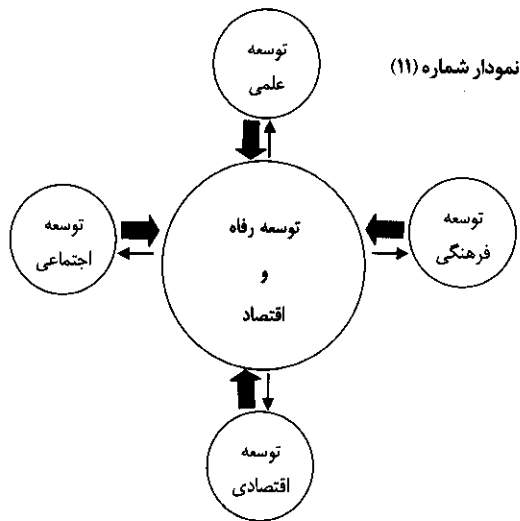 نمودار شماره (۱۱)
توسعه
علمی
توسعه
فرهنگی
توسعه رفاه
و
اقتصاد
توسعه
اجتماعی
توسعه
اقتصادی